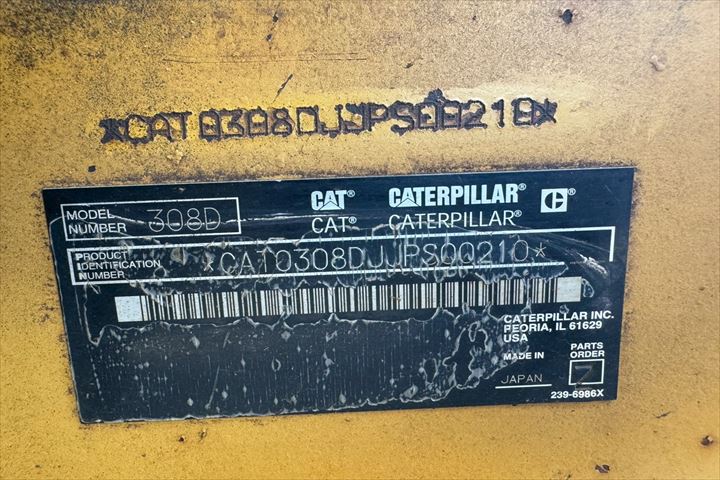 *CAT0308DJJPS00210*
CAT® CATERPILLAR® C®
CAT® CATERPILLAR®
MODEL NUMBER 308D
PRODUCT IDENTIFICATION NUMBER *CAT0308DJJPS00210*
CATERPILLAR INC.
PEORIA, IL 61629
USA
MADE IN JAPAN
PARTS ORDER 7
239-6986X